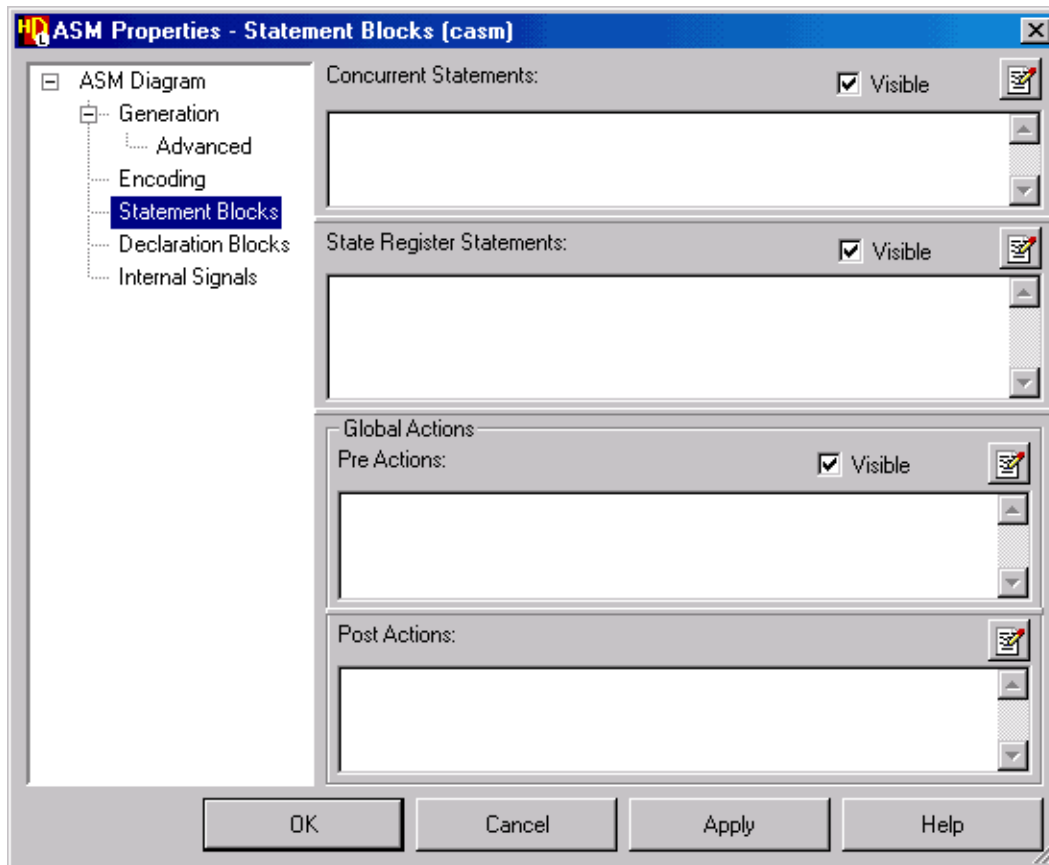 HDL ASM Properties - Statement Blocks (casm)
ASM Diagram
Generation
Advanced
Encoding
Statement Blocks
Declaration Blocks
Internal Signals
Concurrent Statements: Visible
State Register Statements: Visible
Global Actions
Pre Actions: Visible
Post Actions:
OK Cancel Apply Help